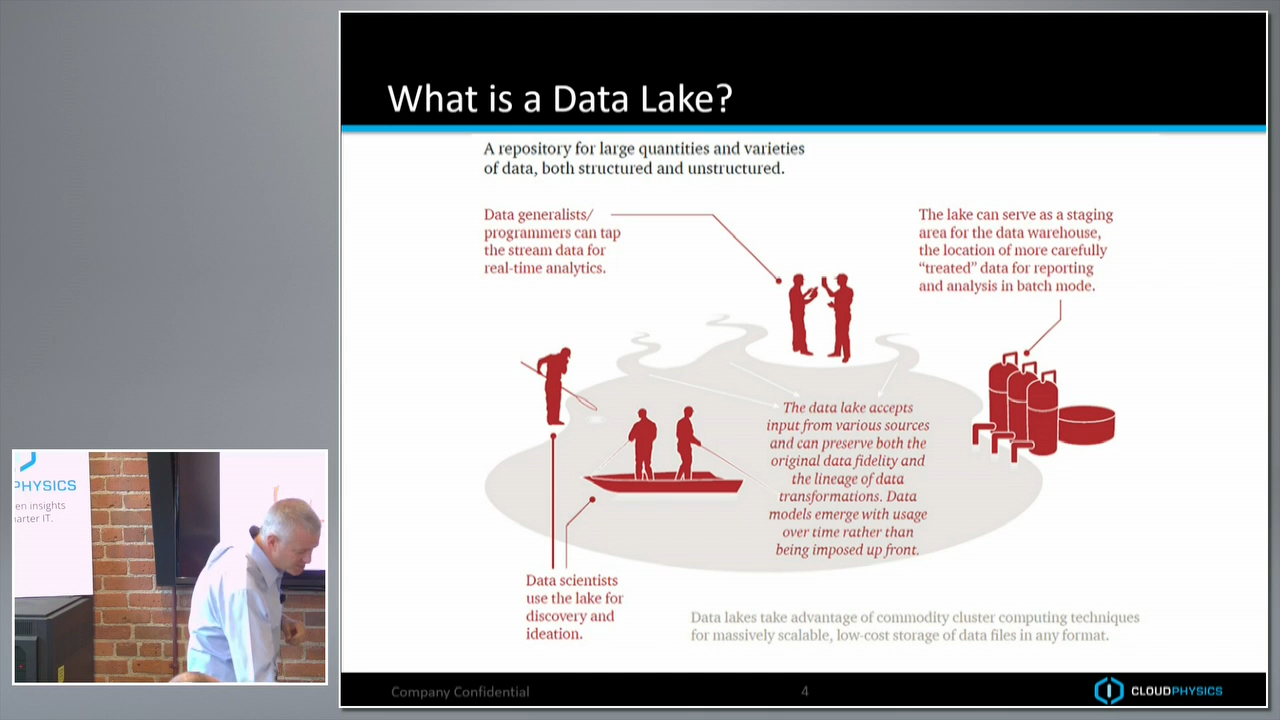 What is a Data Lake?
A repository for large quantities and varieties
of data, both structured and unstructured.
Data generalists/
programmers can tap
the stream data for
real-time analytics.
The lake can serve as a staging
area for the data warehouse,
the location of more carefully
“treated” data for reporting
and analysis in batch mode.
The data lake accepts
input from various sources
and can preserve both the
original data fidelity and
the lineage of data
transformations. Data
models emerge with usage
over time rather than
being imposed up front.
Data scientists
use the lake for
discovery and
ideation.
Data lakes take advantage of commodity cluster computing techniques
for massively scalable, low-cost storage of data files in any format.
Company Confidential
4
CLOUDPHYSICS
PHYSICS
en insights
arter IT.